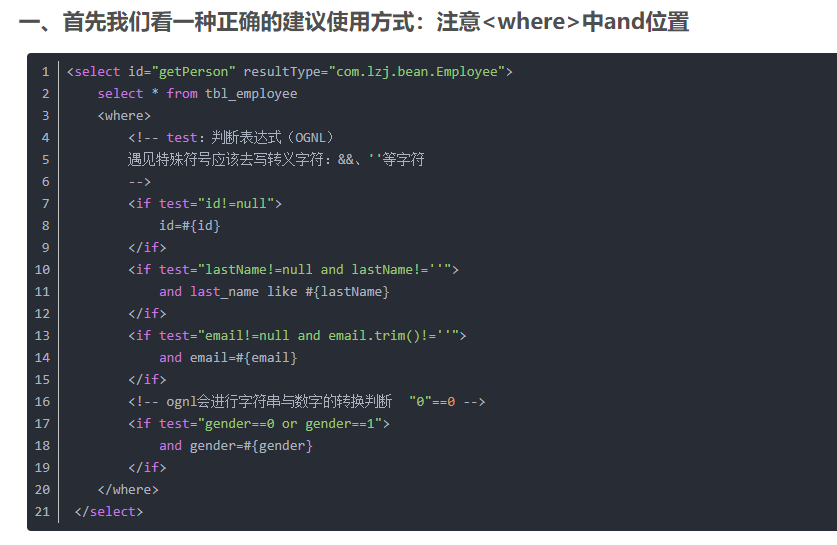 一、首先我们看一种正确的建议使用方式：注意<where>中and位置
1 <select id="getPerson" resultType="com.lzj.bean.Employee">
2     select * from tbl_employee
3     <where>
4         <!-- test：判断表达式（OGNL）
5         遇见特殊符号应该去写转义字符：&&、''等字符
6         -->
7         <if test="id!=null">
8             id=#{id}
9         </if>
10         <if test="lastName!=null and lastName!=''">
11             and last_name like #{lastName}
12         </if>
13         <if test="email!=null and email.trim()!=''">
14             and email=#{email}
15         </if>
16         <!-- ognl会进行字符串与数字的转换判断  "0"==0 -->
17         <if test="gender==0 or gender==1">
18             and gender=#{gender}
19         </if>
20     </where>
21  </select>